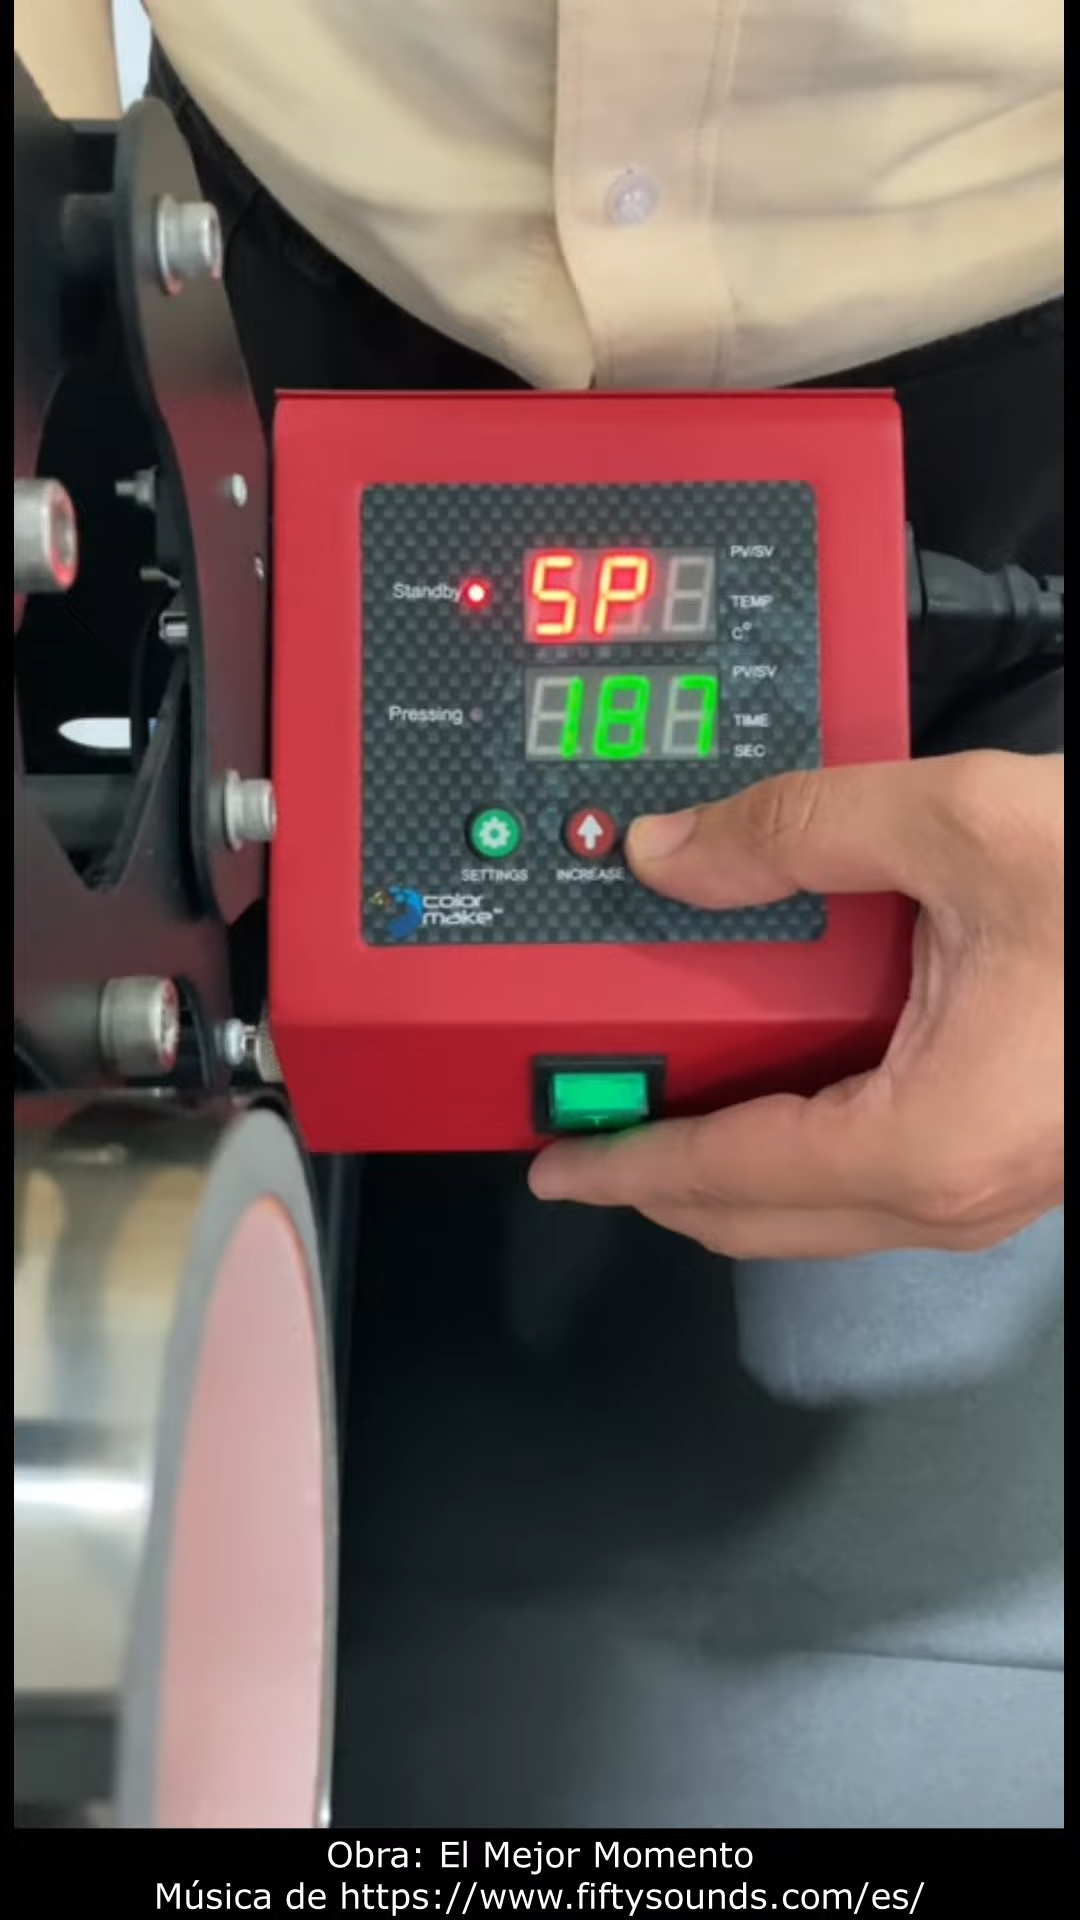 PV/SV
Standby
SP
TEMP
C°
PV/SV
Pressing
187
TIME
SEC
SETTINGS
INCREASE
color
make™
Obra: El Mejor Momento
Música de https://www.fiftysounds.com/es/